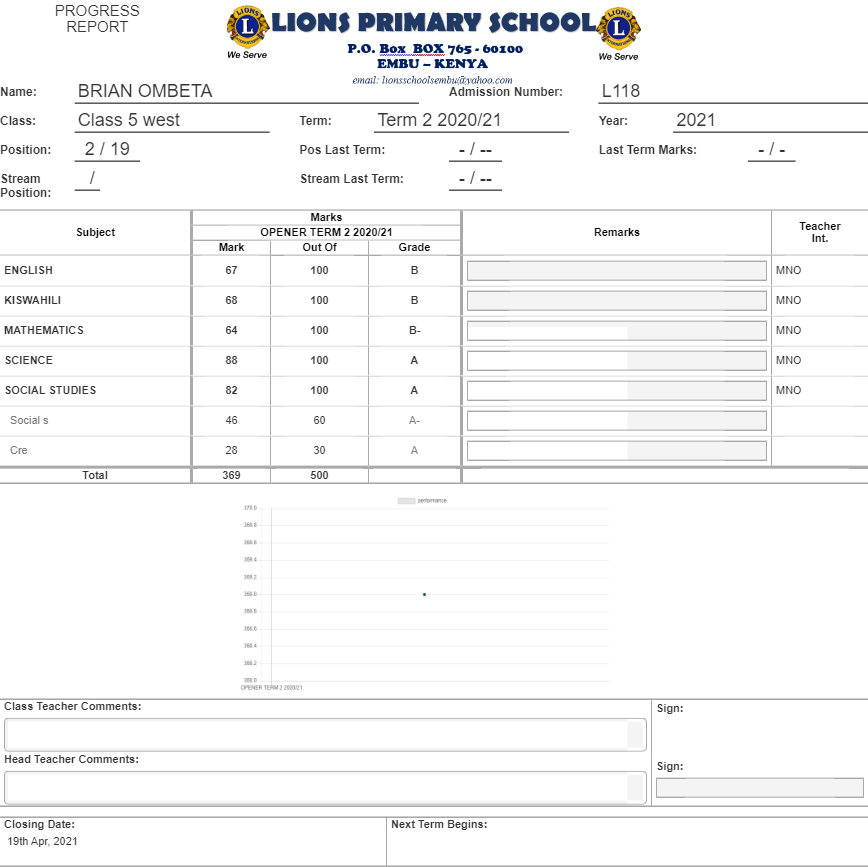 PROGRESS
REPORT
LIONS PRIMARY SCHOOL
P.O. Box BOX 765 - 60100
EMBU – KENYA
email: lionsschoolsembu@yahoo.com
We Serve We Serve
Name: BRIAN OMBETA Admission Number: L118
Class: Class 5 west Term: Term 2 2020/21 Year: 2021
Position: 2 / 19 Pos Last Term: - / -- Last Term Marks: - / -
Stream Position: / Stream Last Term: - / --
Subject Marks Remarks Teacher Int.
OPENER TERM 2 2020/21
Mark Out Of Grade
ENGLISH 67 100 B MNO
KISWAHILI 68 100 B MNO
MATHEMATICS 64 100 B- MNO
SCIENCE 88 100 A MNO
SOCIAL STUDIES 82 100 A MNO
Social s 46 60 A-
Cre 28 30 A
Total 369 500
performance
369.8
369.6
369.4
369.2
369.0
368.8
368.6
368.4
368.2
368.0
OPENER TERM 2 2020/21
Class Teacher Comments: Sign:
Head Teacher Comments: Sign:
Closing Date: Next Term Begins:
19th Apr, 2021